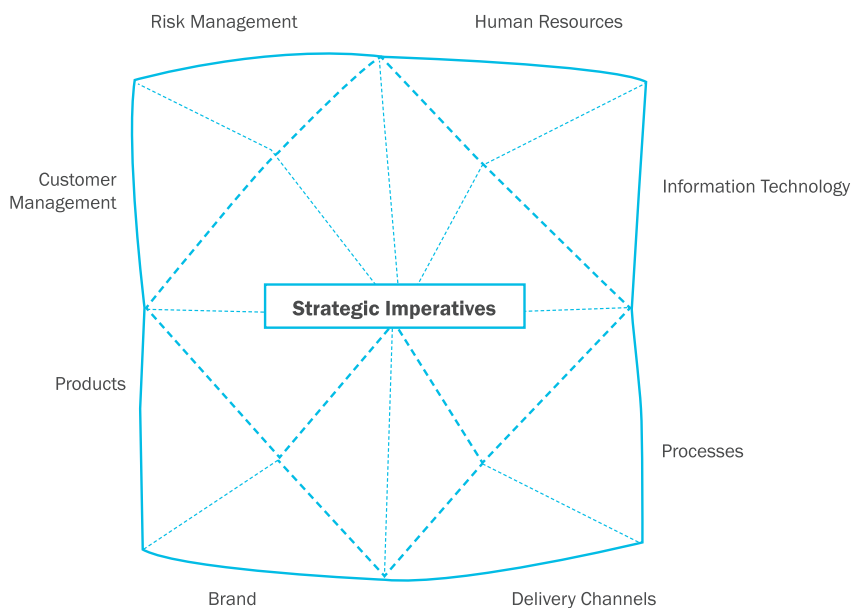 Risk Management
Human Resources
Customer
Management
Information Technology
Strategic Imperatives
Products
Processes
Brand
Delivery Channels